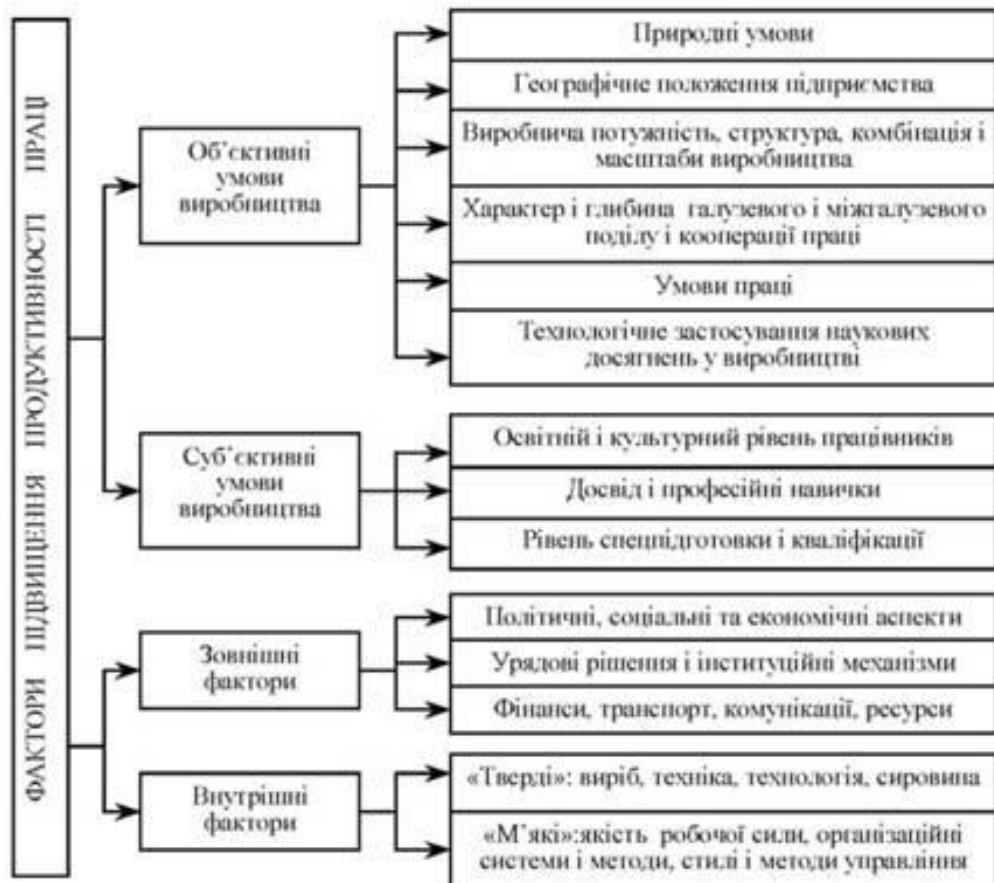 ФАКТОРИ ПІДВИЩЕННЯ ПРОДУКТИВНОСТІ ПРАЦІ
Об’єктивні
умови
виробництва
Природні умови
Географічне положення підприємства
Виробнича потужність, структура, комбінація і
масштаби виробництва
Характер і глибина галузевого і міжгалузевого
поділу і кооперації праці
Умови праці
Технологічне застосування наукових
досягнень у виробництві
Суб’єктивні
умови
виробництва
Освітній і культурний рівень працівників
Досвід і професійні навички
Рівень спецпідготовки і кваліфікації
Зовнішні
фактори
Політичні, соціальні та економічні аспекти
Урядові рішення і інституційні механізми
Фінанси, транспорт, комунікації, ресурси
Внутрішні
фактори
«Тверді»: виріб, техніка, технологія, сировина
«М’які»:якість робочої сили, організаційні
системи і методи, стилі і методи управління